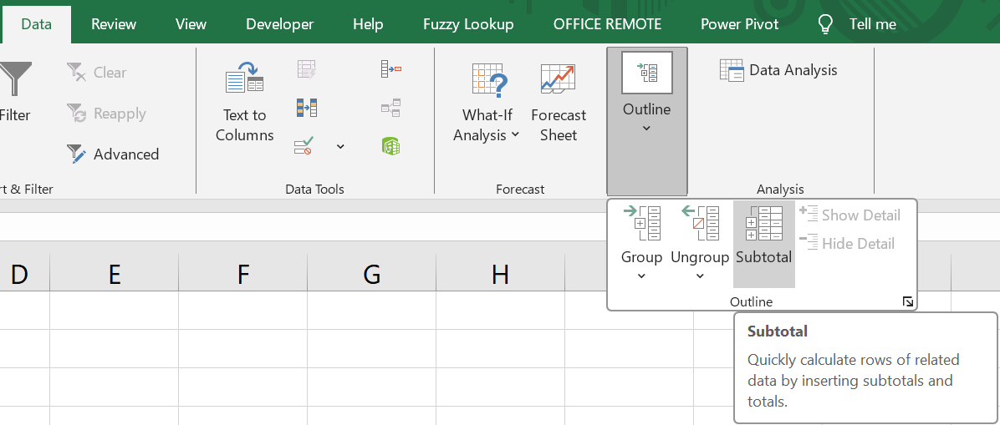 Data Review View Developer Help Fuzzy Lookup OFFICE REMOTE Power Pivot Tell me
Filter
Clear
Reapply
Advanced
Text to
Columns
What-If
Analysis
Forecast
Sheet
Outline
Data Analysis
rt & Filter
Data Tools
Forecast
Analysis
Group
Ungroup
Subtotal
Show Detail
Hide Detail
Outline
D E F G H
Subtotal
Quickly calculate rows of related
data by inserting subtotals and
totals.